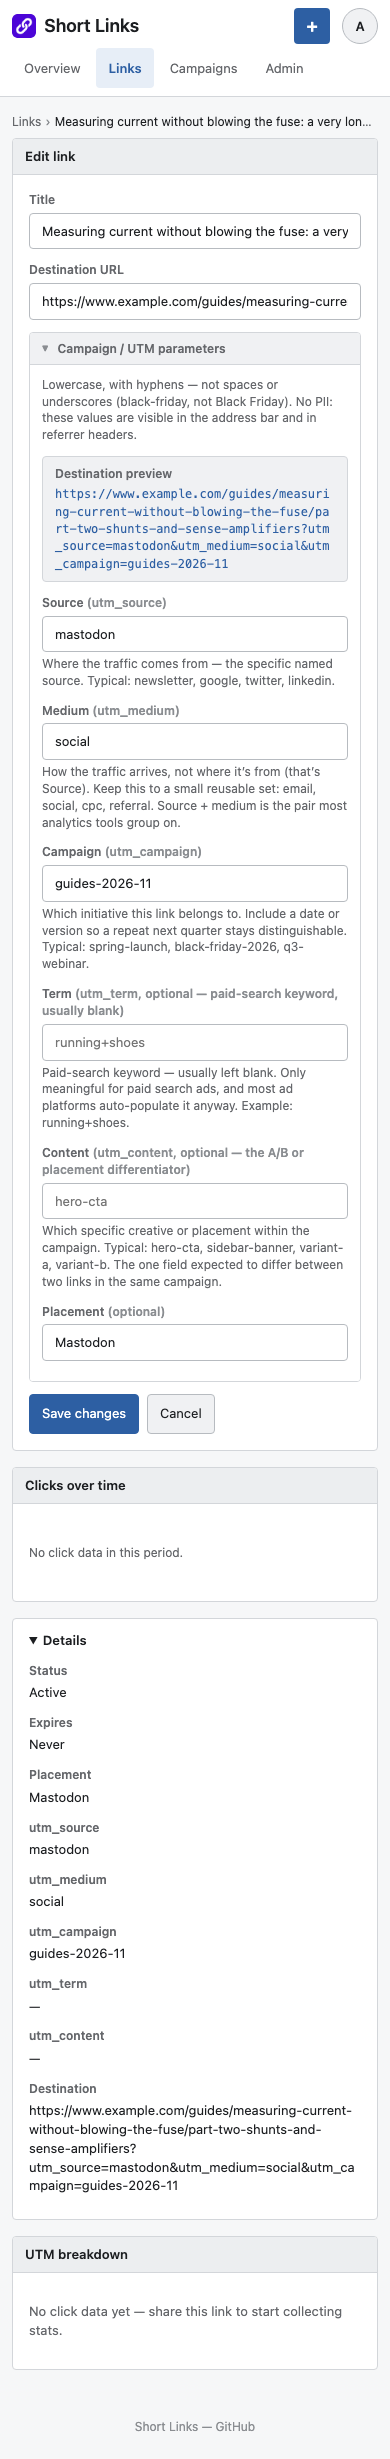 Short Links
+
A
Overview
Links
Campaigns
Admin
Links › Measuring current without blowing the fuse: a very lon...
Edit link
Title
Measuring current without blowing the fuse: a very
Destination URL
https://www.example.com/guides/measuring-curre
▼ Campaign / UTM parameters
Lowercase, with hyphens — not spaces or
underscores (black-friday, not Black Friday). No PII:
these values are visible in the address bar and in
referrer headers.
Destination preview
https://www.example.com/guides/measuri
ng-current-without-blowing-the-fuse/pa
rt-two-shunts-and-sense-amplifiers?utm
_source=mastodon&utm_medium=social&utm
_campaign=guides-2026-11
Source (utm_source)
mastodon
Where the traffic comes from — the specific named
source. Typical: newsletter, google, twitter, linkedin.
Medium (utm_medium)
social
How the traffic arrives, not where it's from (that's
Source). Keep this to a small reusable set: email,
social, cpc, referral. Source + medium is the pair most
analytics tools group on.
Campaign (utm_campaign)
guides-2026-11
Which initiative this link belongs to. Include a date or
version so a repeat next quarter stays distinguishable.
Typical: spring-launch, black-friday-2026, q3-
webinar.
Term (utm_term, optional — paid-search keyword,
usually blank)
running+shoes
Paid-search keyword — usually left blank. Only
meaningful for paid search ads, and most ad
platforms auto-populate it anyway. Example:
running+shoes.
Content (utm_content, optional — the A/B or
placement differentiator)
hero-cta
Which specific creative or placement within the
campaign. Typical: hero-cta, sidebar-banner, variant-
a, variant-b. The one field expected to differ between
two links in the same campaign.
Placement (optional)
Mastodon
Save changes
Cancel
Clicks over time
No click data in this period.
▼ Details
Status
Active
Expires
Never
Placement
Mastodon
utm_source
mastodon
utm_medium
social
utm_campaign
guides-2026-11
utm_term
—
utm_content
—
Destination
https://www.example.com/guides/measuring-current-
without-blowing-the-fuse/part-two-shunts-and-
sense-amplifiers?
utm_source=mastodon&utm_medium=social&utm_ca
mpaign=guides-2026-11
UTM breakdown
No click data yet — share this link to start collecting
stats.
Short Links — GitHub